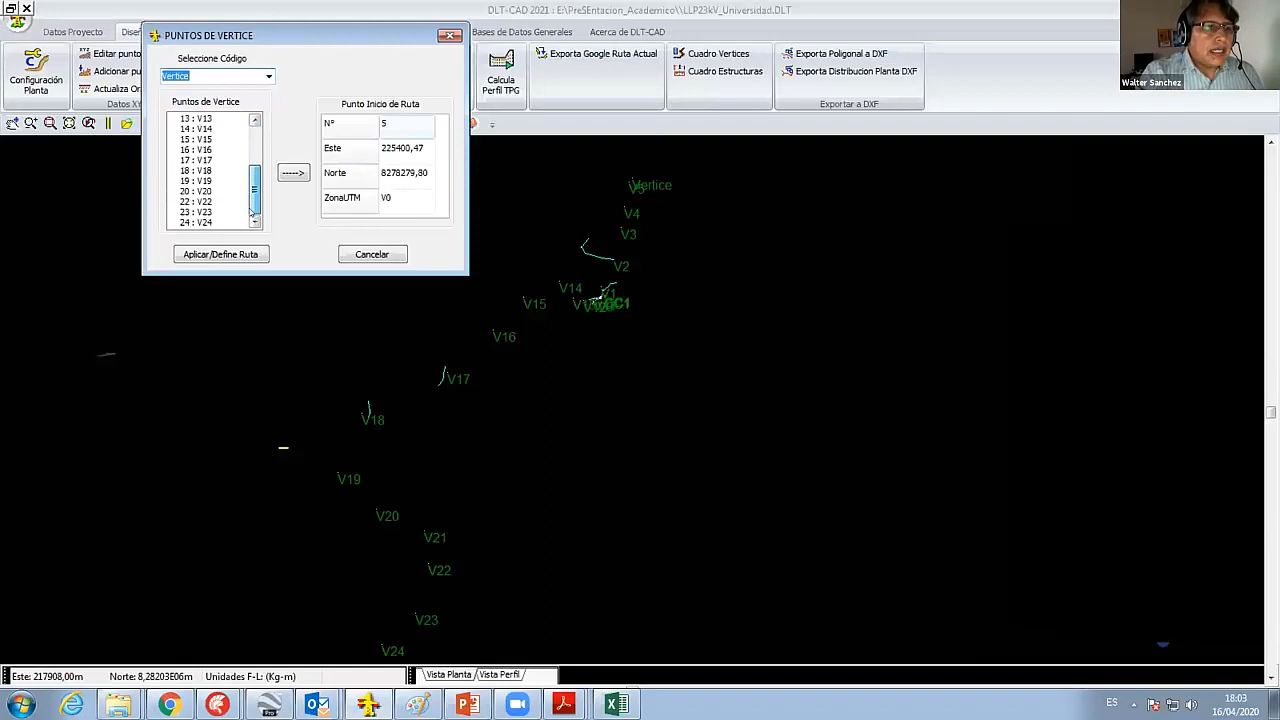 DLT-CAD 2021 : E:\PreSEntacion_Academico\\LLP23kV_Universidad.DLT
Datos Proyecto
Bases de Datos Generales
Acerca de DLT-CAD
Configuración
Planta
Editar punto
Adicionar pu
Actualiza Or
Datos XY
Calcula
Perfil TPG
Exporta Google Ruta Actual
Cuadro Vertices
Cuadro Estructuras
Exporta Poligonal a DXF
Exporta Distribucion Planta DXF
Exportar a DXF
Walter Sanchez
PUNTOS DE VERTICE
Seleccione Código
Vertice
Puntos de Vertice
13 : V13
14 : V14
15 : V15
16 : V16
17 : V17
18 : V18
19 : V19
20 : V20
22 : V22
23 : V23
24 : V24
----->
Punto Inicio de Ruta
Nº 5
Este 225400,47
Norte 8278279,80
ZonaUTM V0
Aplicar/Define Ruta
Cancelar
Vertice
V4
V3
V2
V14
V15
V16
V17
V18
V19
V20
V21
V22
V23
V24
Este: 217908,00m
Norte: 8,28203E06m
Unidades F-L: (Kg-m)
Vista Planta
Vista Perfil
ES
18:03
16/04/2020